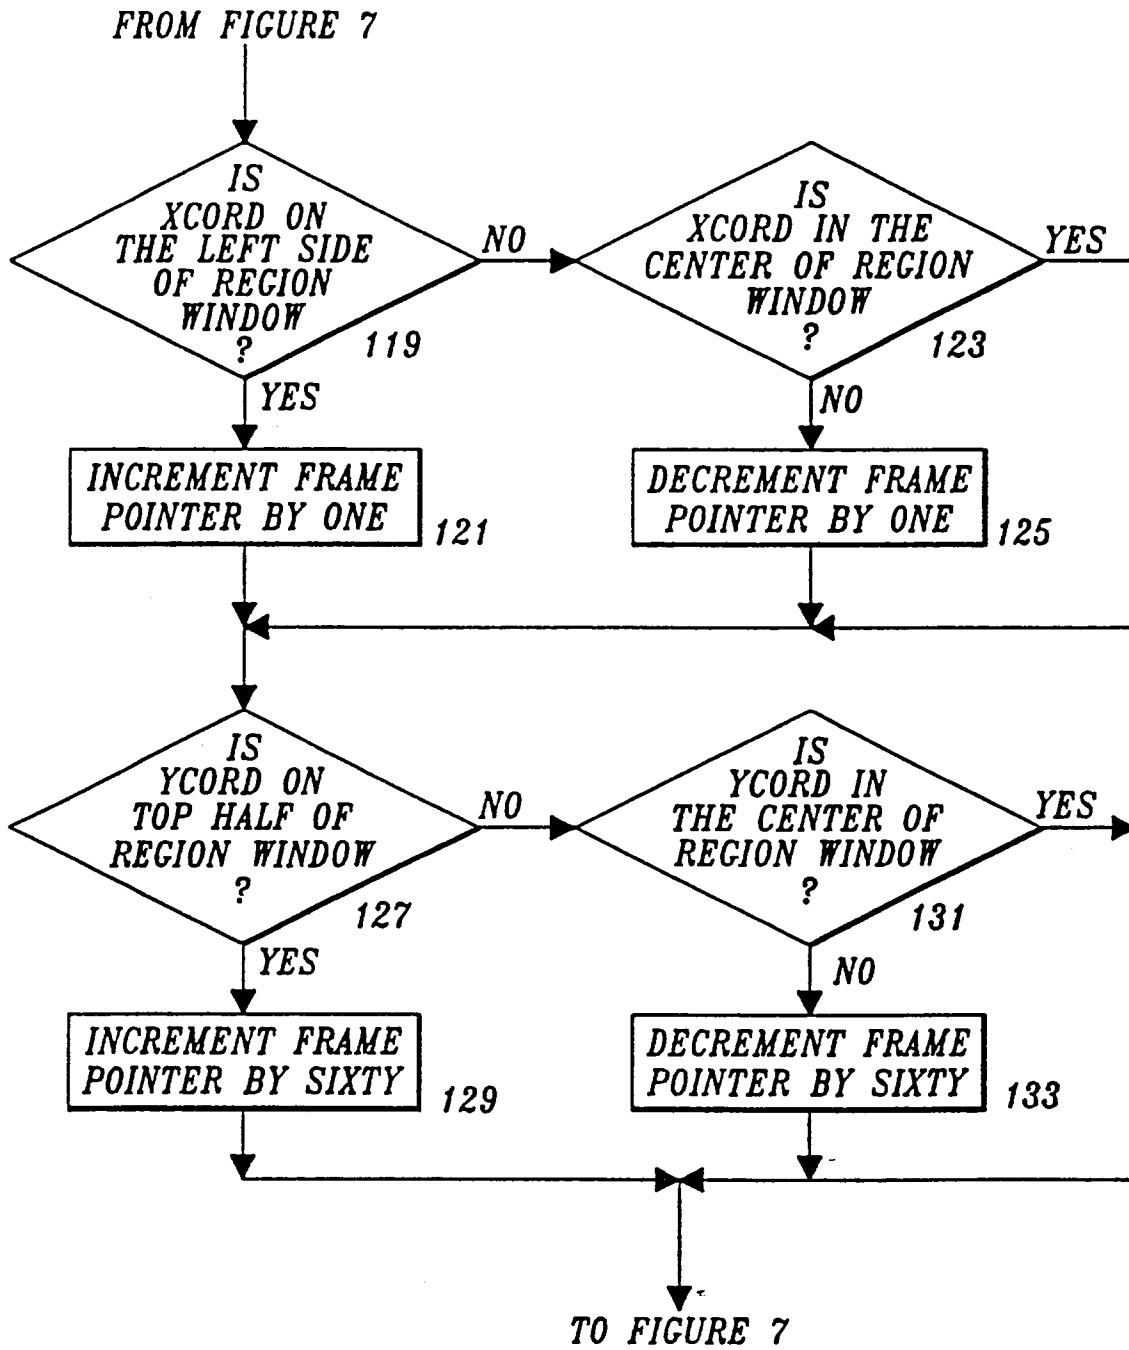 FROM FIGURE 7
IS
XCORD ON
THE LEFT SIDE
OF REGION
WINDOW
?
119
NO
IS
XCORD IN THE
CENTER OF REGION
WINDOW
?
123
YES
YES
NO
INCREMENT FRAME
POINTER BY ONE
121
DECREMENT FRAME
POINTER BY ONE
125
IS
YCORD ON
TOP HALF OF
REGION WINDOW
?
127
NO
IS
YCORD IN
THE CENTER OF
REGION WINDOW
?
131
YES
YES
NO
INCREMENT FRAME
POINTER BY SIXTY
129
DECREMENT FRAME
POINTER BY SIXTY
133
TO FIGURE 7